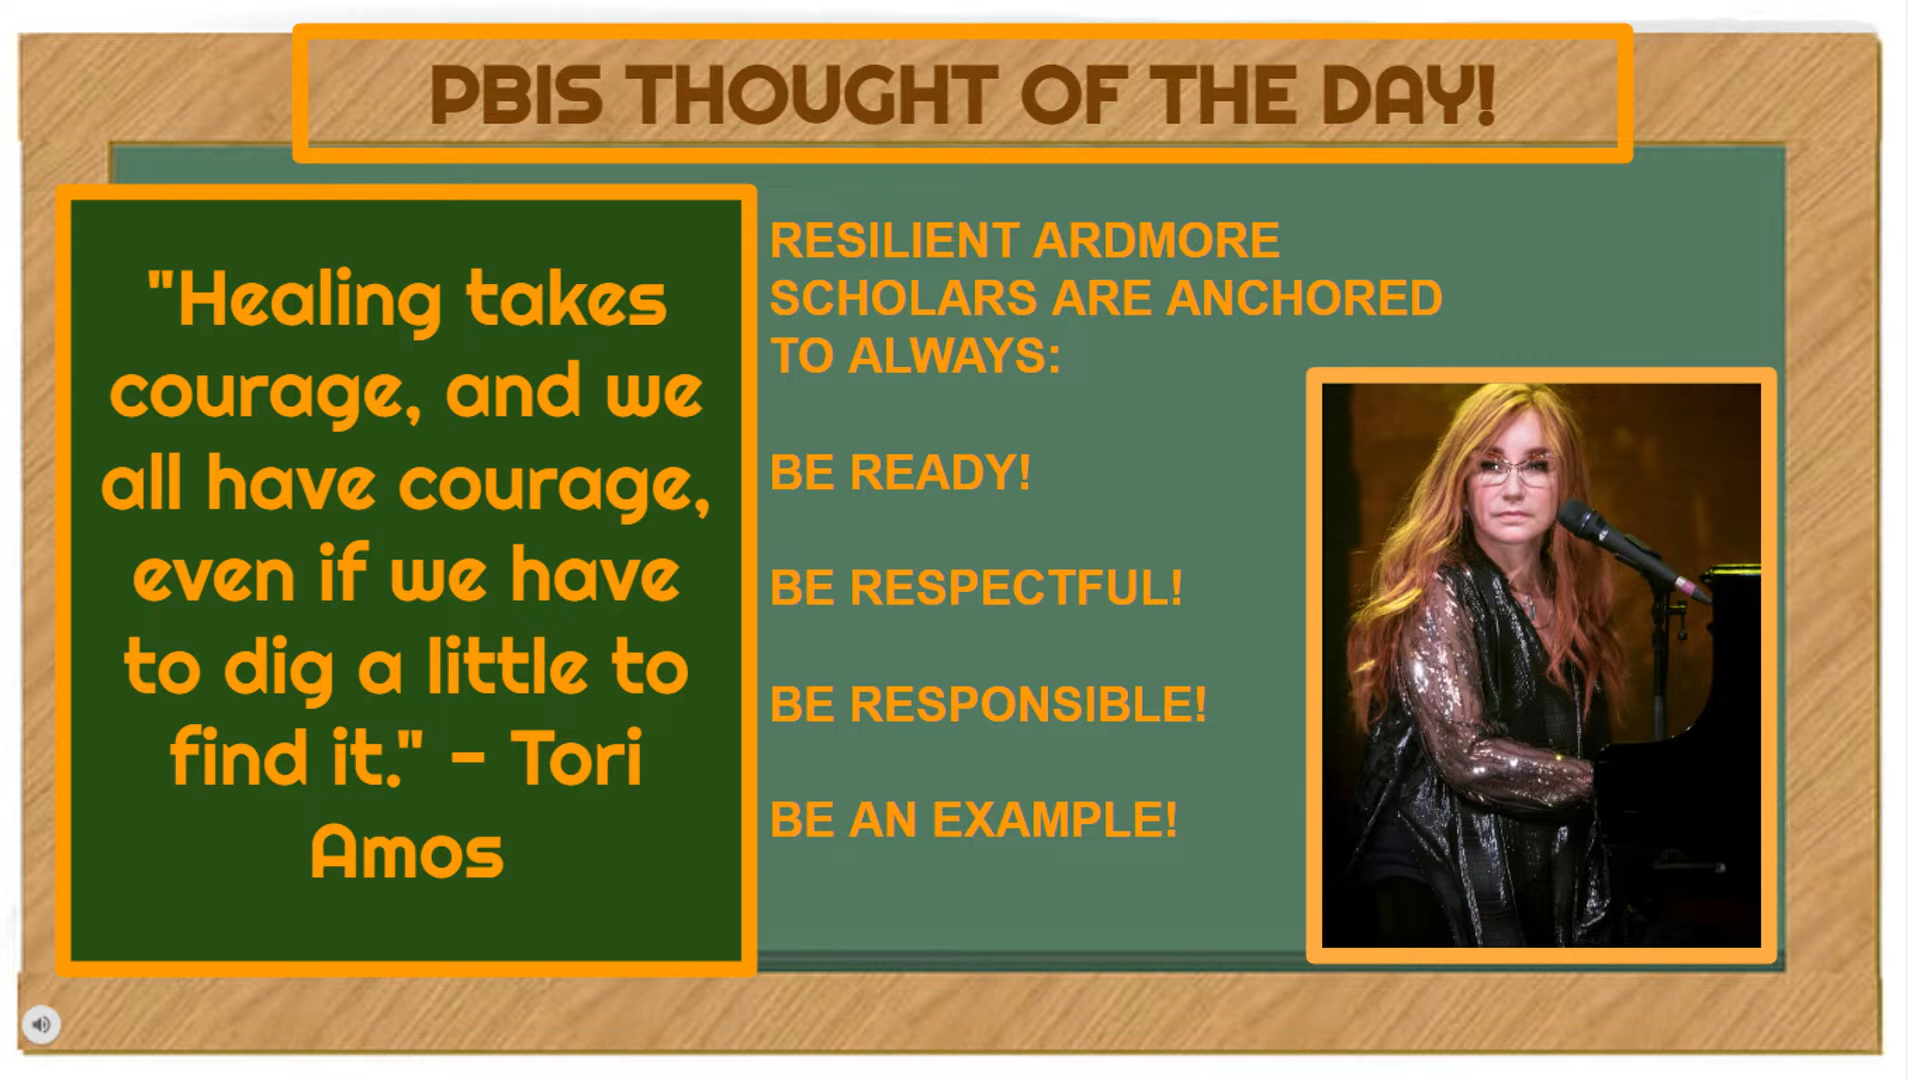 PBIS THOUGHT OF THE DAY!
"Healing takes
courage, and we
all have courage,
even if we have
to dig a little to
find it." - Tori
Amos
RESILIENT ARDMORE
SCHOLARS ARE ANCHORED
TO ALWAYS:
BE READY!
BE RESPECTFUL!
BE RESPONSIBLE!
BE AN EXAMPLE!